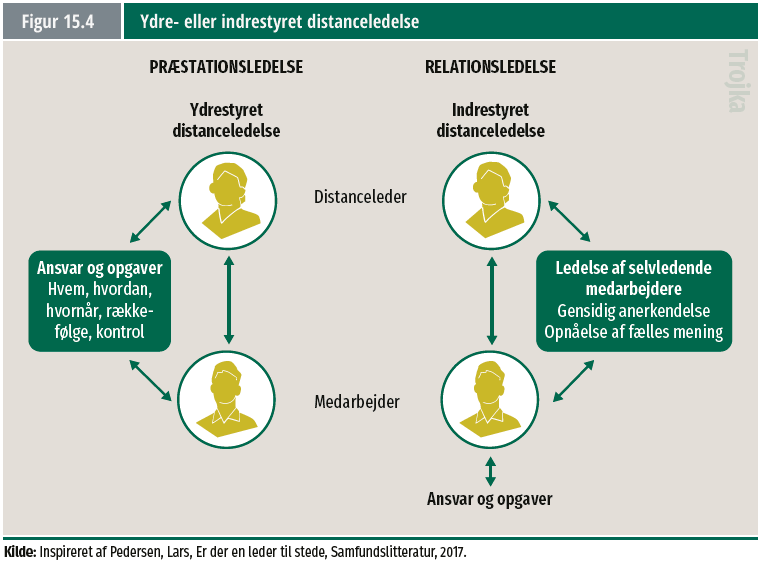 Figur 15.4
Ydre- eller indrestyret distanceledelse
Trojka
PRÆSTATIONSLEDELSE
RELATIONSLEDELSE
Ydrestyret
distanceledelse
Indrestyret
distanceledelse
Distanceleder
Ansvar og opgaver
Hvem, hvordan,
hvornår, række-
følge, kontrol
Ledelse af selvledende
medarbejdere
Gensidig anerkendelse
Opnåelse af fælles mening
Medarbejder
Ansvar og opgaver
Kilde: Inspireret af Pedersen, Lars, Er der en leder til stede, Samfundslitteratur, 2017.